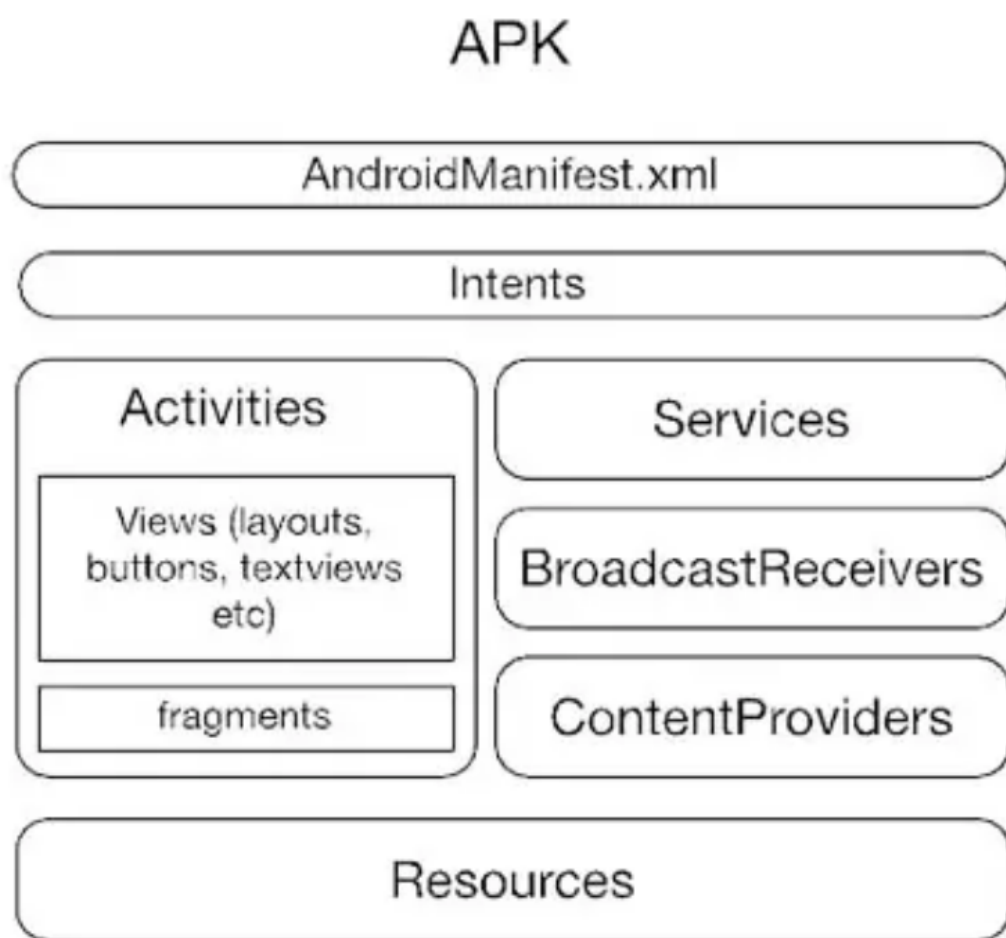 APK
AndroidManifest.xml
Intents
Activities
Views (layouts,
buttons, textviews
etc)
fragments
Services
BroadcastReceivers
ContentProviders
Resources